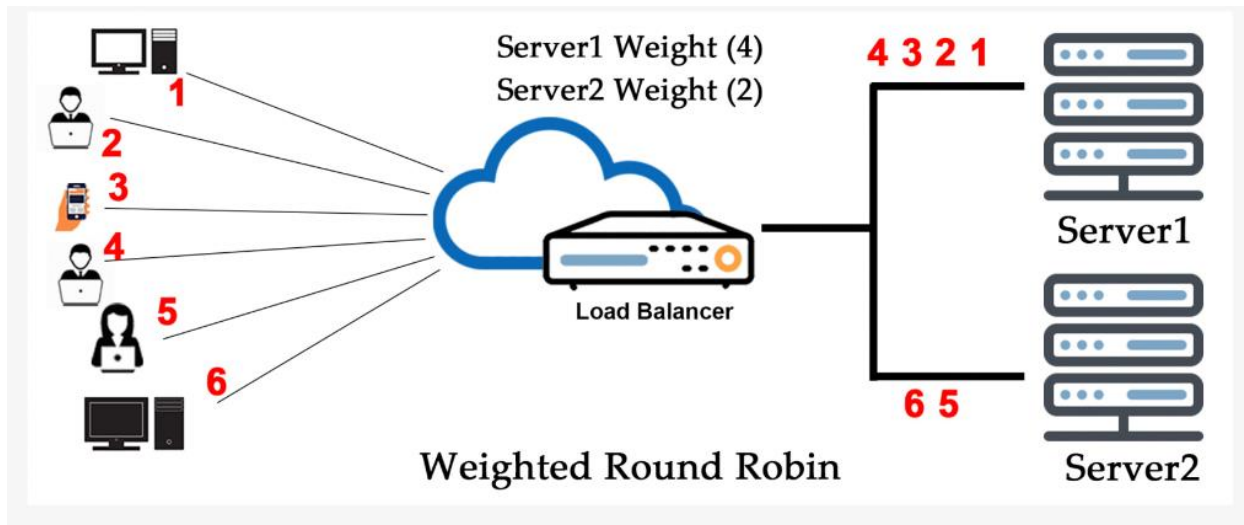 Server1 Weight (4)
Server2 Weight (2)
4 3 2 1
1
2
3
4
5
6
Server1
Load Balancer
6 5
Weighted Round Robin
Server2